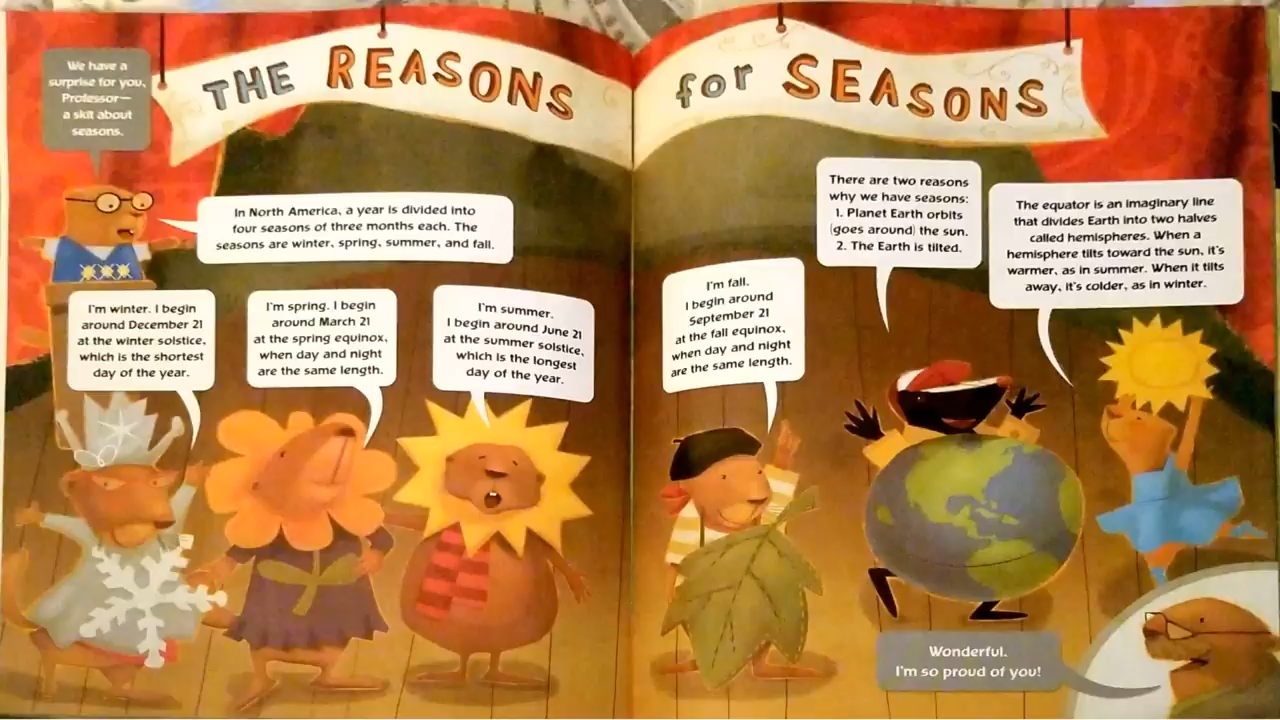 THE REASONS for SEASONS
We have a
surprise for you,
Professor—
a skit about
seasons.
In North America, a year is divided into
four seasons of three months each. The
seasons are winter, spring, summer, and fall.
I'm winter. I begin
around December 21
at the winter solstice,
which is the shortest
day of the year.
I'm spring. I begin
around March 21
at the spring equinox,
when day and night
are the same length.
I'm summer.
I begin around June 21
at the summer solstice,
which is the longest
day of the year.
I'm fall.
I begin around
September 21
at the fall equinox,
when day and night
are the same length.
There are two reasons
why we have seasons:
1. Planet Earth orbits
(goes around) the sun.
2. The Earth is tilted.
The equator is an imaginary line
that divides Earth into two halves
called hemispheres. When a
hemisphere tilts toward the sun, it's
warmer, as in summer. When it tilts
away, it's colder, as in winter.
Wonderful.
I'm so proud of you!